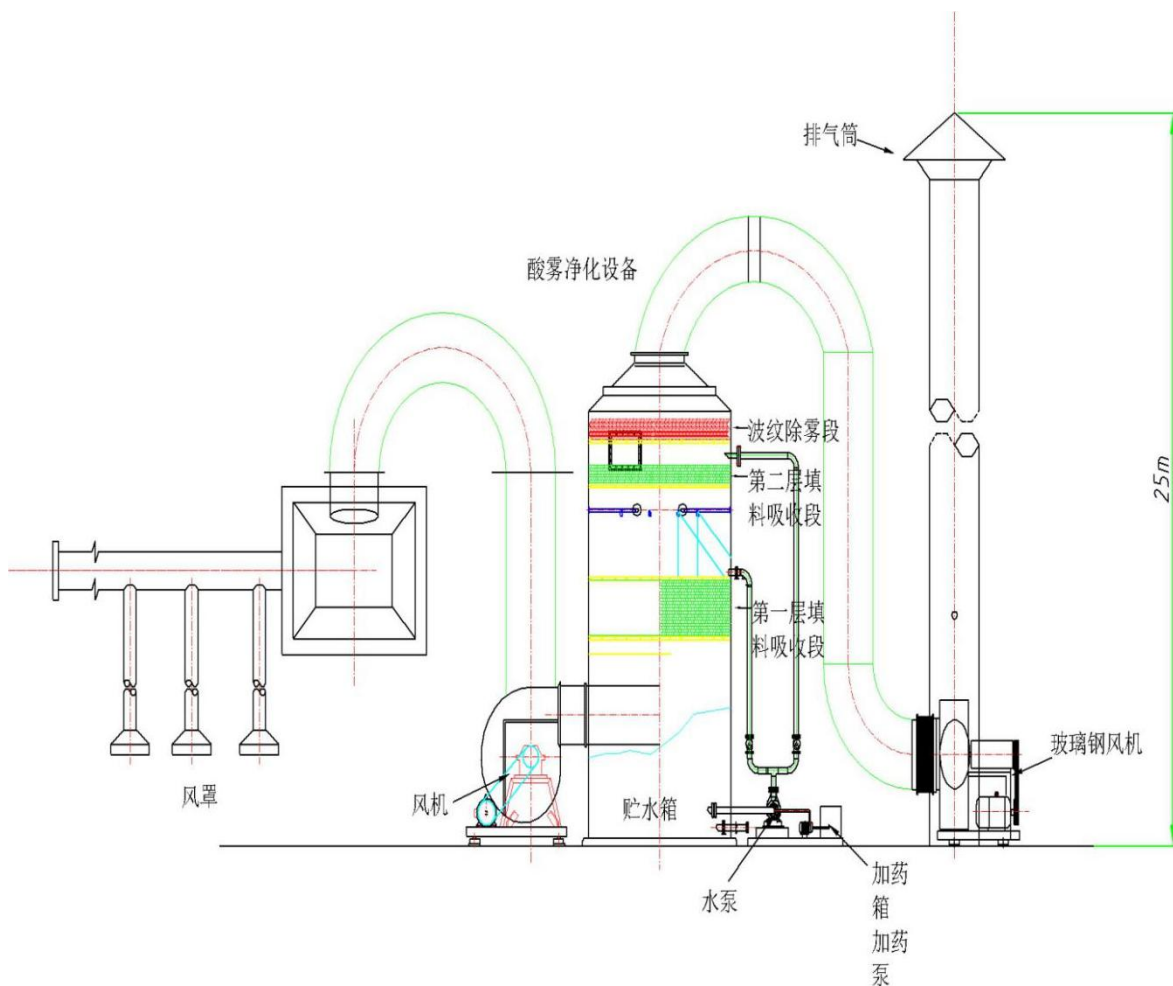 排气筒
酸雾净化设备
波纹除雾段
第二层填
料吸收段
第一层填
料吸收段
25m
玻璃钢风机
风罩
风机
贮水箱
水泵
加药
箱
加药
泵